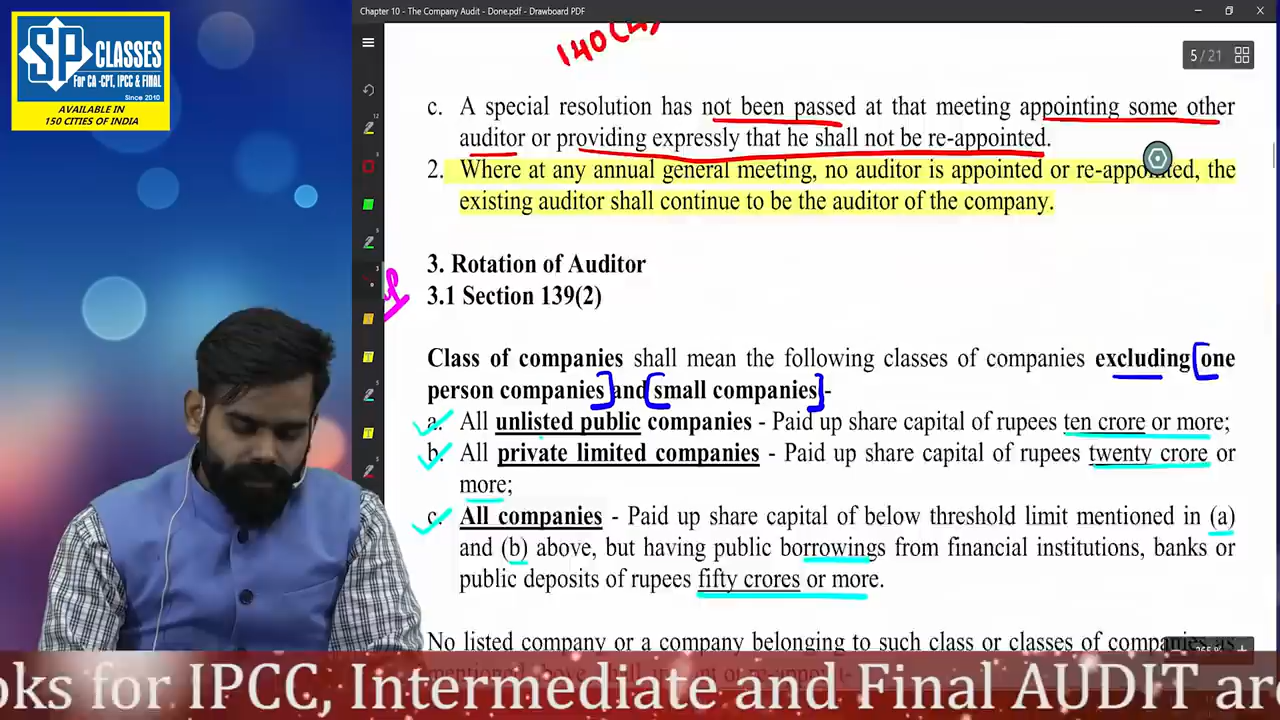 Chapter 10 - The Company Audit - Done.pdf - Drawboard PDF
SP CLASSES
For CA -CPT, IPCC & FINAL
Since 2010
AVAILABLE IN
150 CITIES OF INDIA
140(4)
5 / 21
c. A special resolution has not been passed at that meeting appointing some other
auditor or providing expressly that he shall not be re-appointed.
2. Where at any annual general meeting, no auditor is appointed or re-appointed, the
existing auditor shall continue to be the auditor of the company.
3. Rotation of Auditor
3.1 Section 139(2)
Class of companies shall mean the following classes of companies excluding one
person companies and small companies -
a. All unlisted public companies - Paid up share capital of rupees ten crore or more;
b. All private limited companies - Paid up share capital of rupees twenty crore or
more;
c. All companies - Paid up share capital of below threshold limit mentioned in (a)
and (b) above, but having public borrowings from financial institutions, banks or
public deposits of rupees fifty crores or more.
No listed company or a company belonging to such class or classes of companies as
oks for IPCC, Intermediate and Final AUDIT are